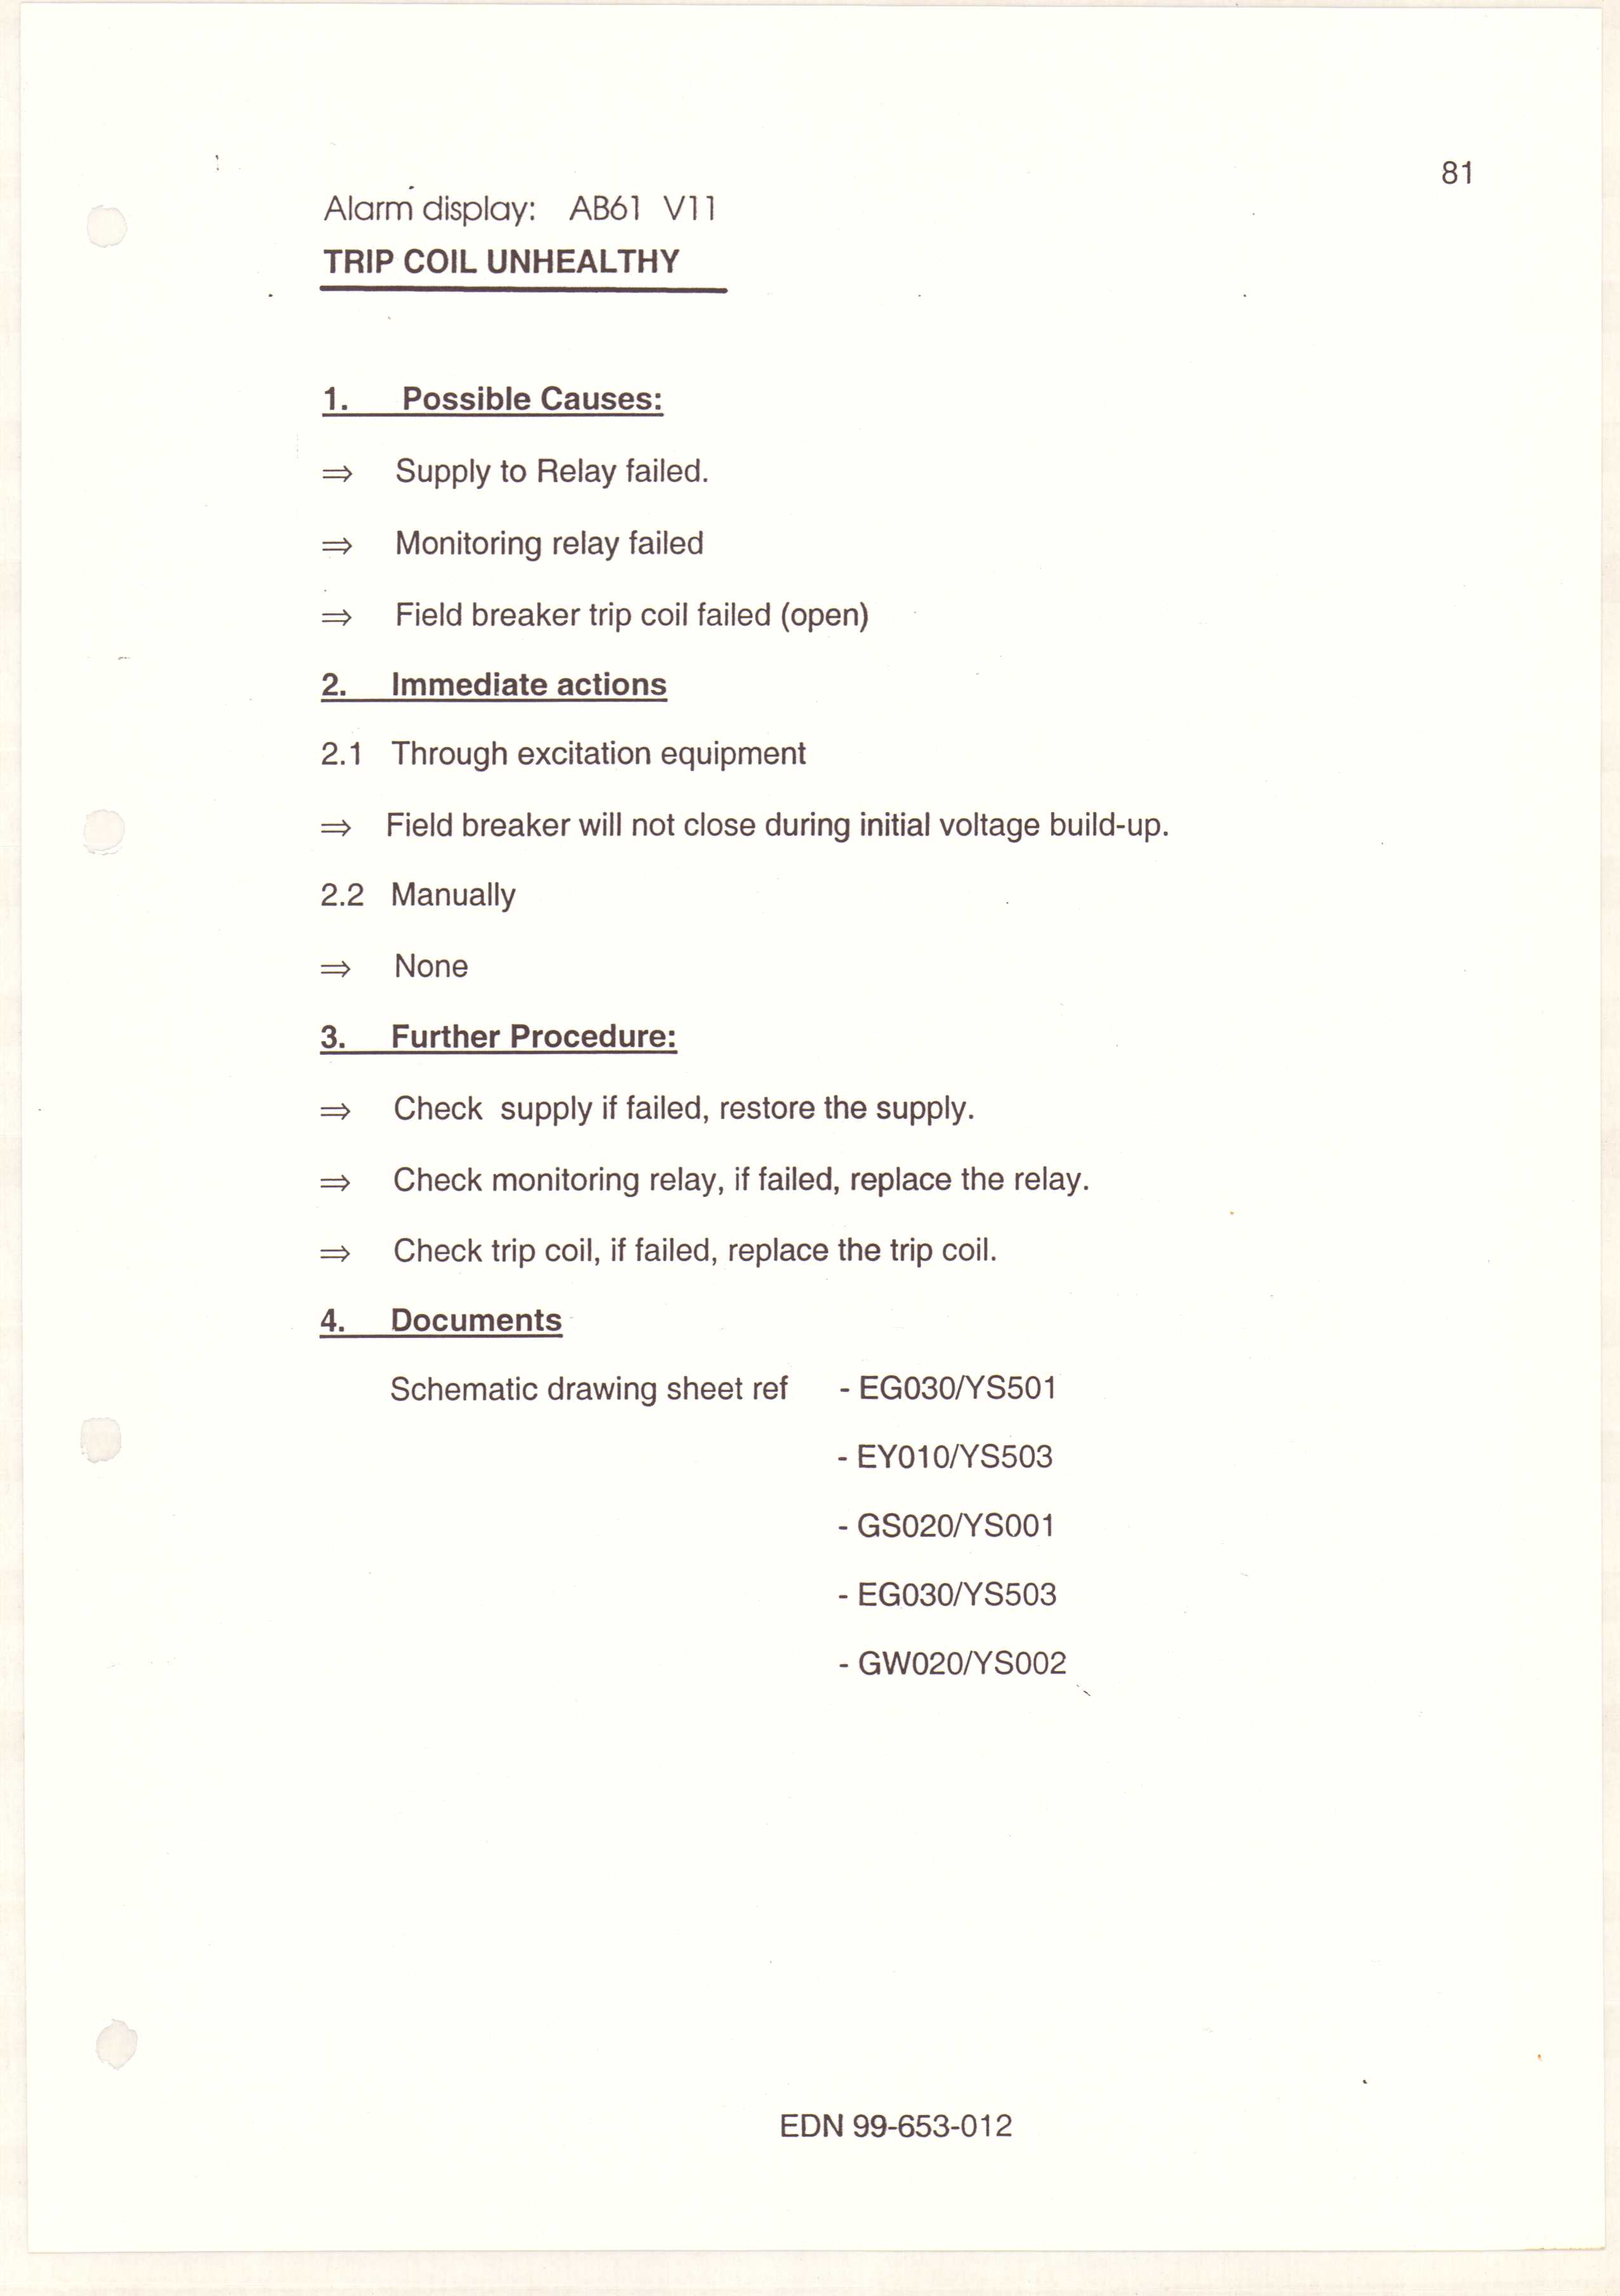 81
Alarm display: AB61 V11
TRIP COIL UNHEALTHY
1. Possible Causes:
⇒ Supply to Relay failed.
⇒ Monitoring relay failed
⇒ Field breaker trip coil failed (open)
2. Immediate actions
2.1 Through excitation equipment
⇒ Field breaker will not close during initial voltage build-up.
2.2 Manually
⇒ None
3. Further Procedure:
⇒ Check supply if failed, restore the supply.
⇒ Check monitoring relay, if failed, replace the relay.
⇒ Check trip coil, if failed, replace the trip coil.
4. Documents
Schematic drawing sheet ref - EG030/YS501
- EY010/YS503
- GS020/YS001
- EG030/YS503
- GW020/YS002
EDN 99-653-012